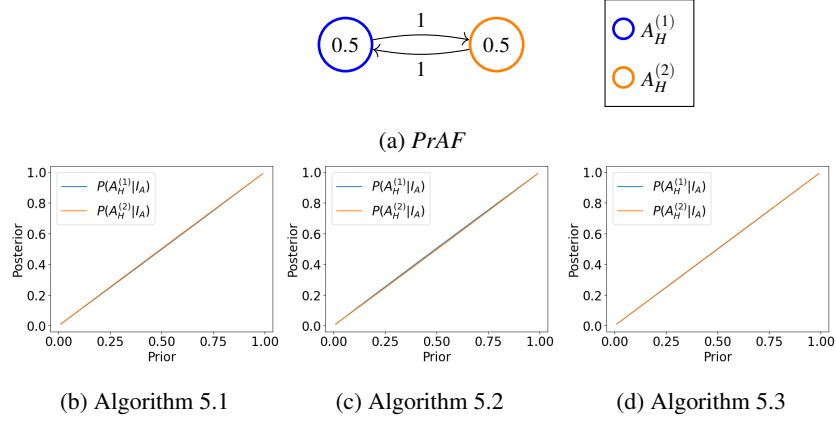 1
0.5
0.5
1
A_H^(1)
A_H^(2)
(a) PrAF
1.0
0.8
0.6
0.4
0.2
0.0
Posterior
P(A_H^(1)|I_A)
P(A_H^(2)|I_A)
0.00 0.25 0.50 0.75 1.00
Prior
(b) Algorithm 5.1
1.0
0.8
0.6
0.4
0.2
0.0
Posterior
P(A_H^(1)|I_A)
P(A_H^(2)|I_A)
0.00 0.25 0.50 0.75 1.00
Prior
(c) Algorithm 5.2
1.0
0.8
0.6
0.4
0.2
0.0
Posterior
P(A_H^(1)|I_A)
P(A_H^(2)|I_A)
0.00 0.25 0.50 0.75 1.00
Prior
(d) Algorithm 5.3